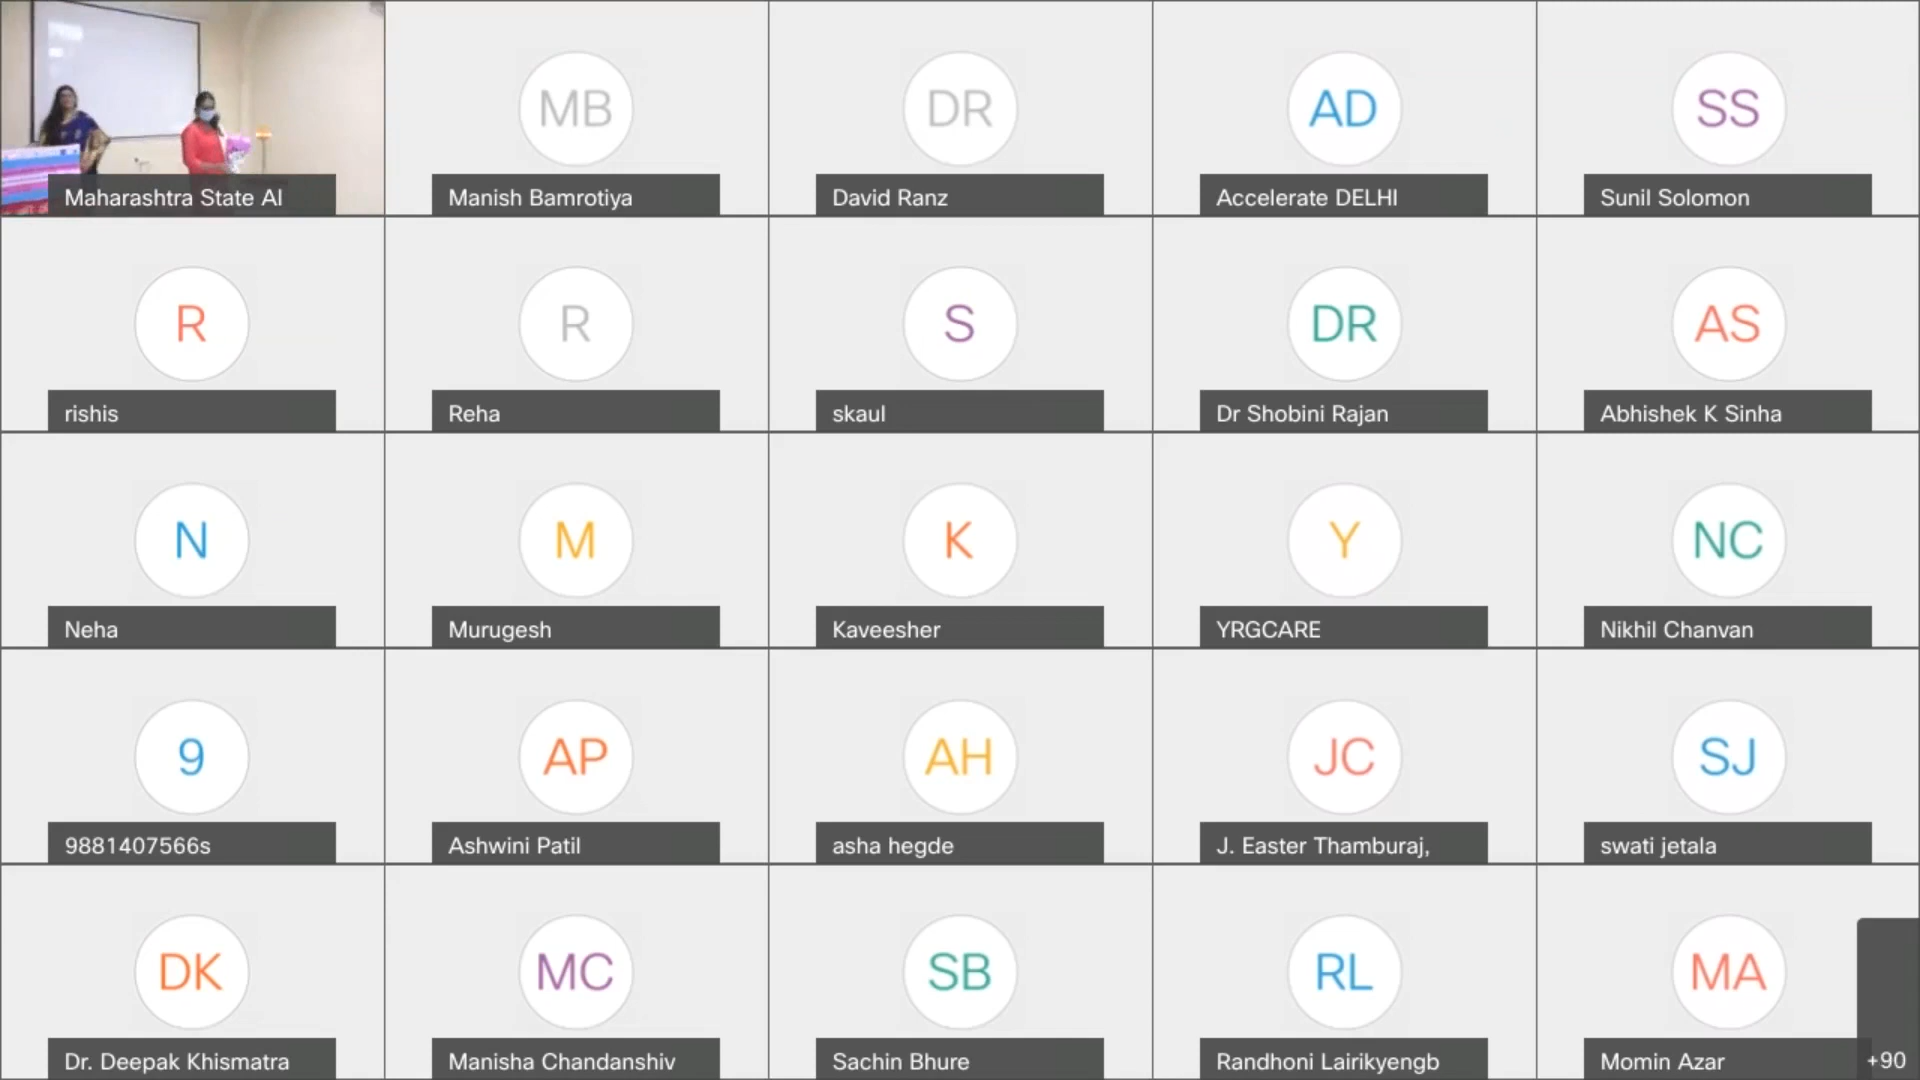 Maharashtra State AI
MB
Manish Bamrotiya
DR
David Ranz
AD
Accelerate DELHI
SS
Sunil Solomon
R
rishis
R
Reha
S
skaul
DR
Dr Shobini Rajan
AS
Abhishek K Sinha
N
Neha
M
Murugesh
K
Kaveesher
Y
YRGCARE
NC
Nikhil Chanvan
9
9881407566s
AP
Ashwini Patil
AH
asha hegde
JC
J. Easter Thamburaj,
SJ
swati jetala
DK
Dr. Deepak Khismatra
MC
Manisha Chandanshiv
SB
Sachin Bhure
RL
Randhoni Lairikyengb
MA
Momin Azar
+90